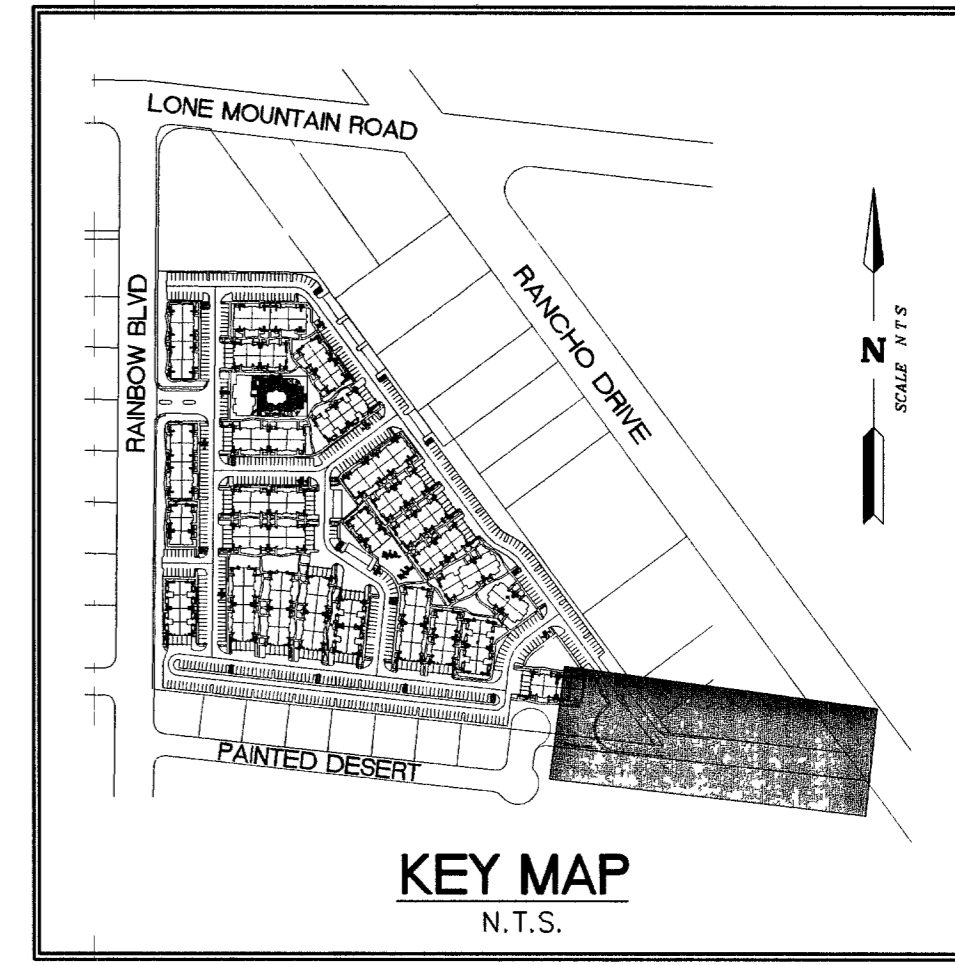 LONE MOUNTAIN ROAD
RAINBOW BLVD
RANCHO DRIVE
N
SCALE NTS
PAINTED DESERT
KEY MAP
N.T.S.